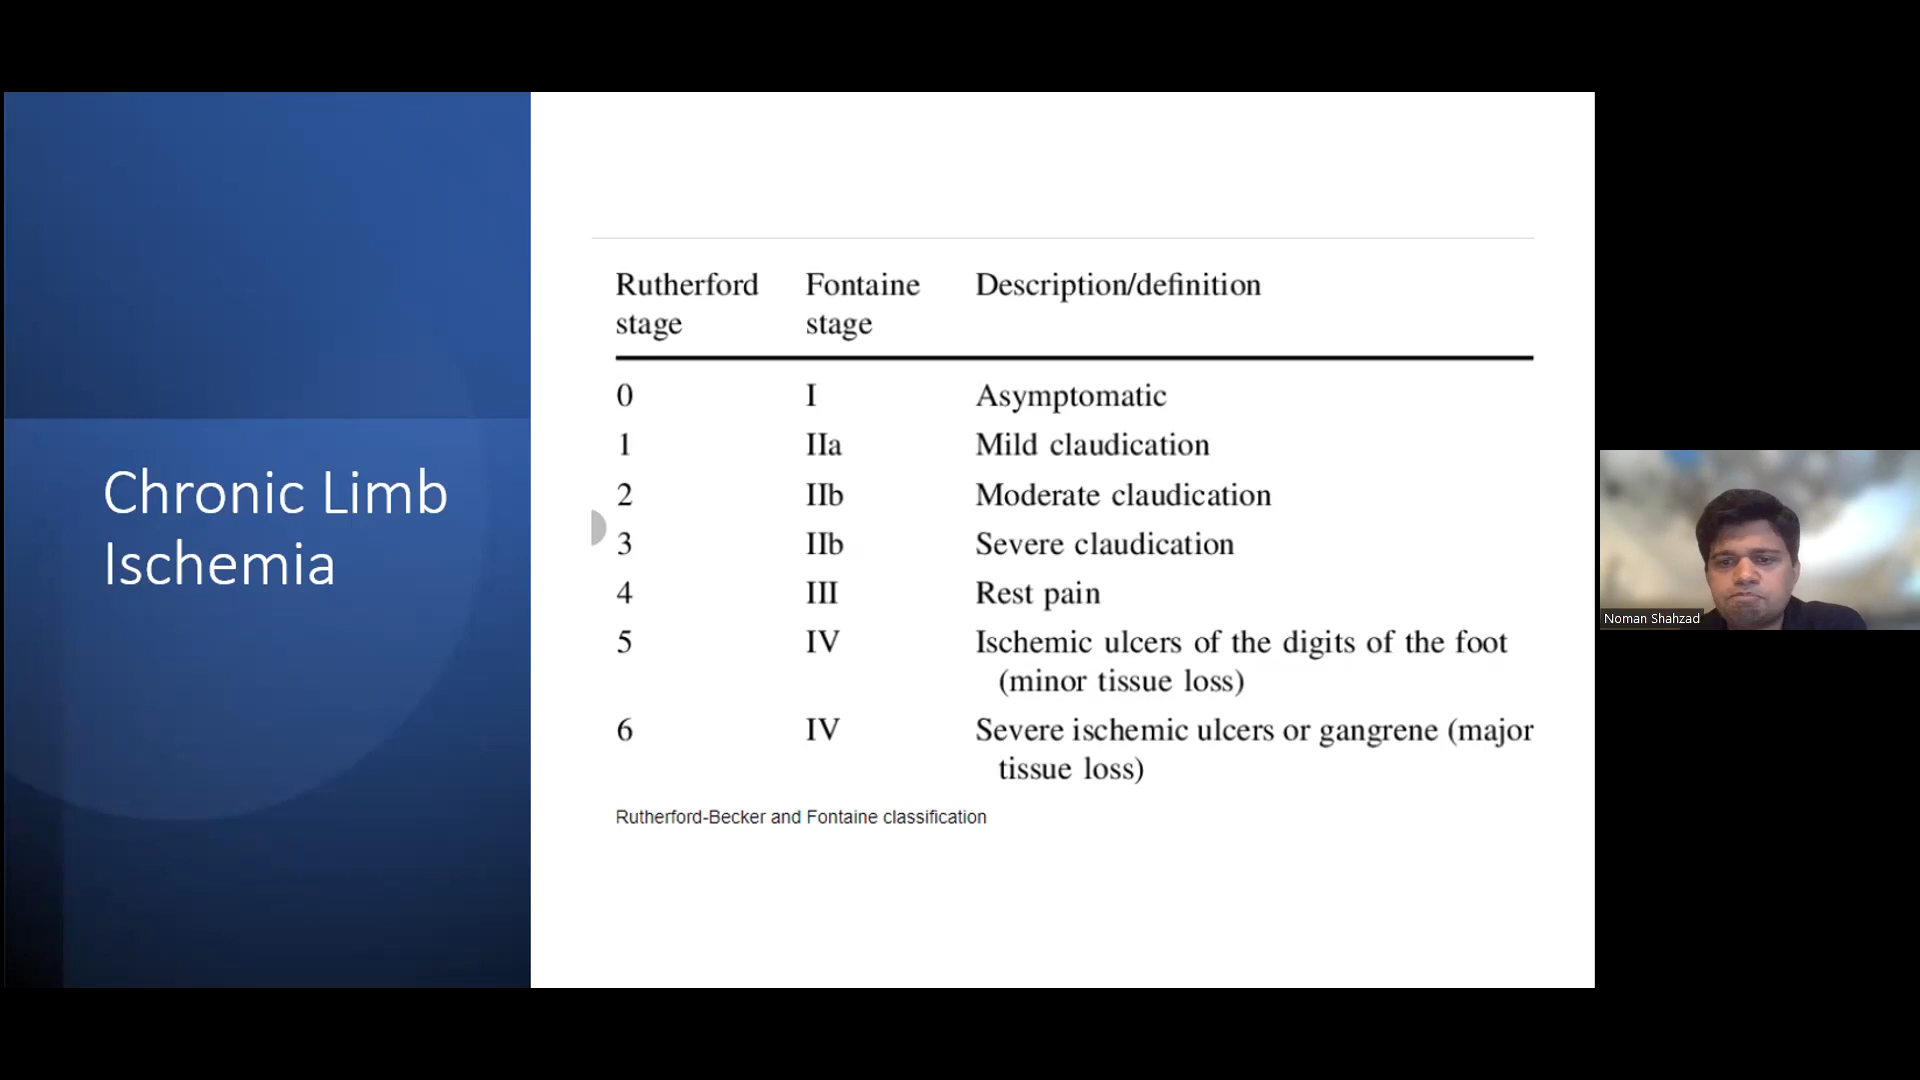 Chronic Limb
Ischemia
Rutherford stage Fontaine stage Description/definition
0 I Asymptomatic
1 IIa Mild claudication
2 IIb Moderate claudication
3 IIb Severe claudication
4 III Rest pain
5 IV Ischemic ulcers of the digits of the foot
(minor tissue loss)
6 IV Severe ischemic ulcers or gangrene (major
tissue loss)
Rutherford-Becker and Fontaine classification
Noman Shahzad